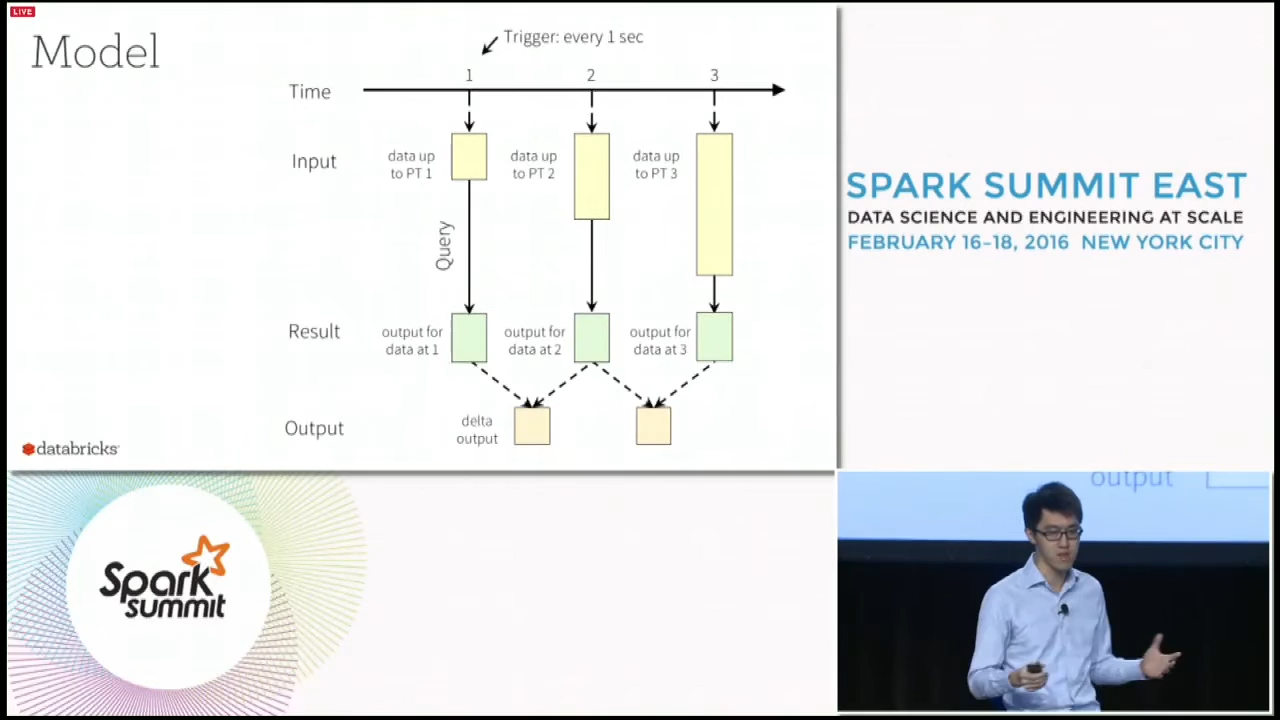 LIVE
Model
Trigger: every 1 sec
1 2 3
Time
Input
data up
to PT 1
data up
to PT 2
data up
to PT 3
Query
Result
output for
data at 1
output for
data at 2
output for
data at 3
Output
delta
output
databricks
SPARK SUMMIT EAST
DATA SCIENCE AND ENGINEERING AT SCALE
FEBRUARY 16-18, 2016 NEW YORK CITY
Spark
summit
output